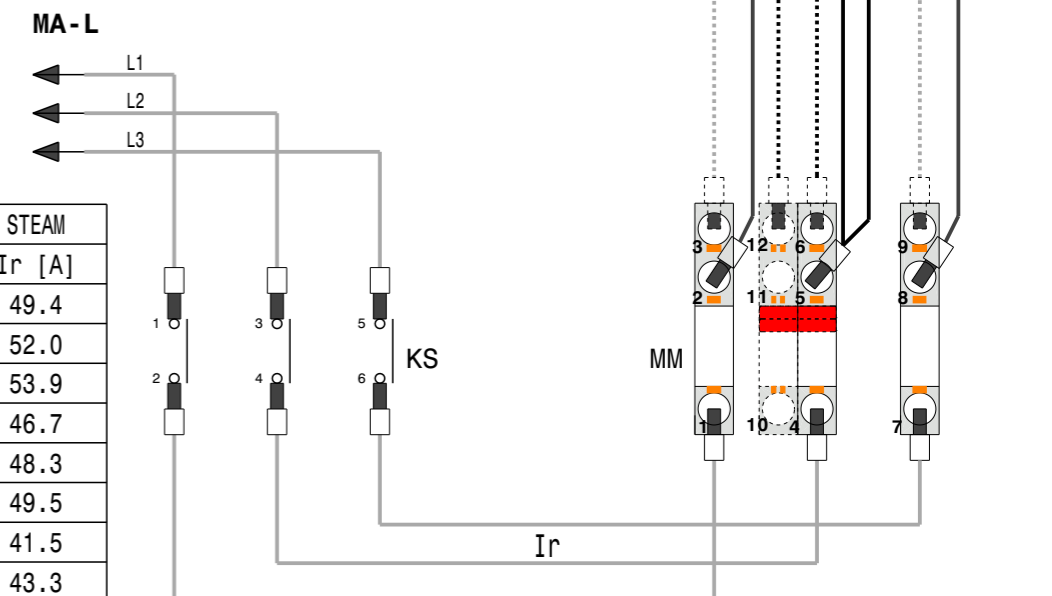 MA-L
L1
L2
L3
STEAM
Ir [A]
49.4
52.0
53.9
46.7
48.3
49.5
41.5
43.3
1 3 5
KS
2 4 6
3 12 6 9
2 11 5 8
MM
1 10 4 7
Ir